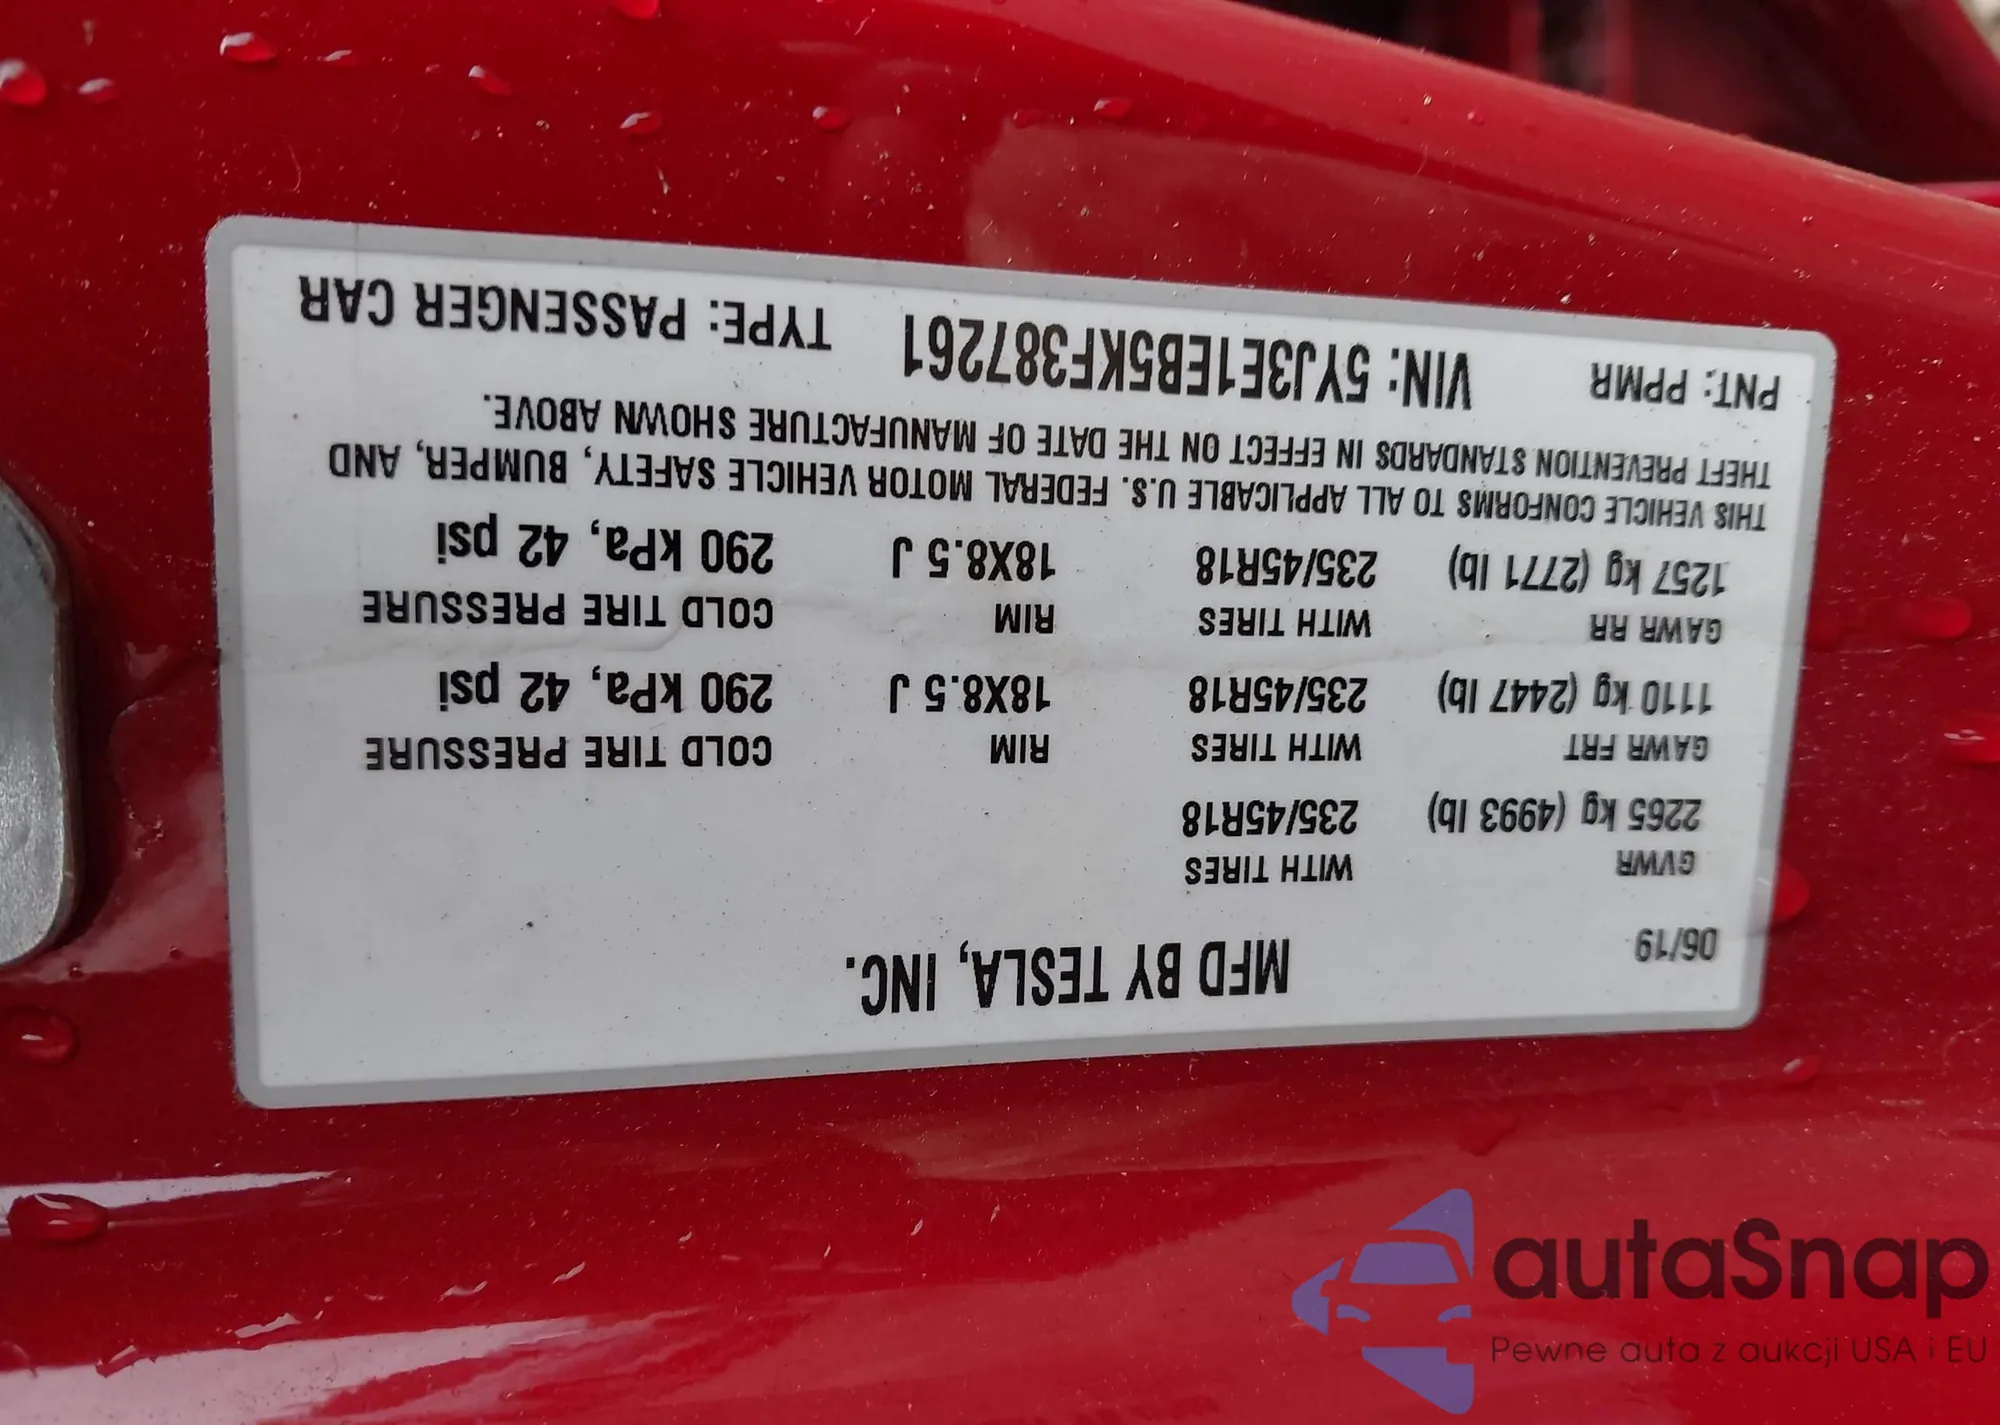 MFD BY TESLA, INC.
06/19
GVWR WITH TIRES
2265 kg (4993 lb) 235/45R18
GAWR FRT WITH TIRES RIM COLD TIRE PRESSURE
1110 kg (2447 lb) 235/45R18 18X8.5 J 290 kPa, 42 psi
GAWR RR WITH TIRES RIM COLD TIRE PRESSURE
1257 kg (2771 lb) 235/45R18 18X8.5 J 290 kPa, 42 psi
THIS VEHICLE CONFORMS TO ALL APPLICABLE U.S. FEDERAL MOTOR VEHICLE SAFETY, BUMPER, AND
THEFT PREVENTION STANDARDS IN EFFECT ON THE DATE OF MANUFACTURE SHOWN ABOVE.
PNT: PPMR VIN: 5YJ3E1EB5KF387261 TYPE: PASSENGER CAR
autaSnap
Pewne auta z aukcji USA i EU